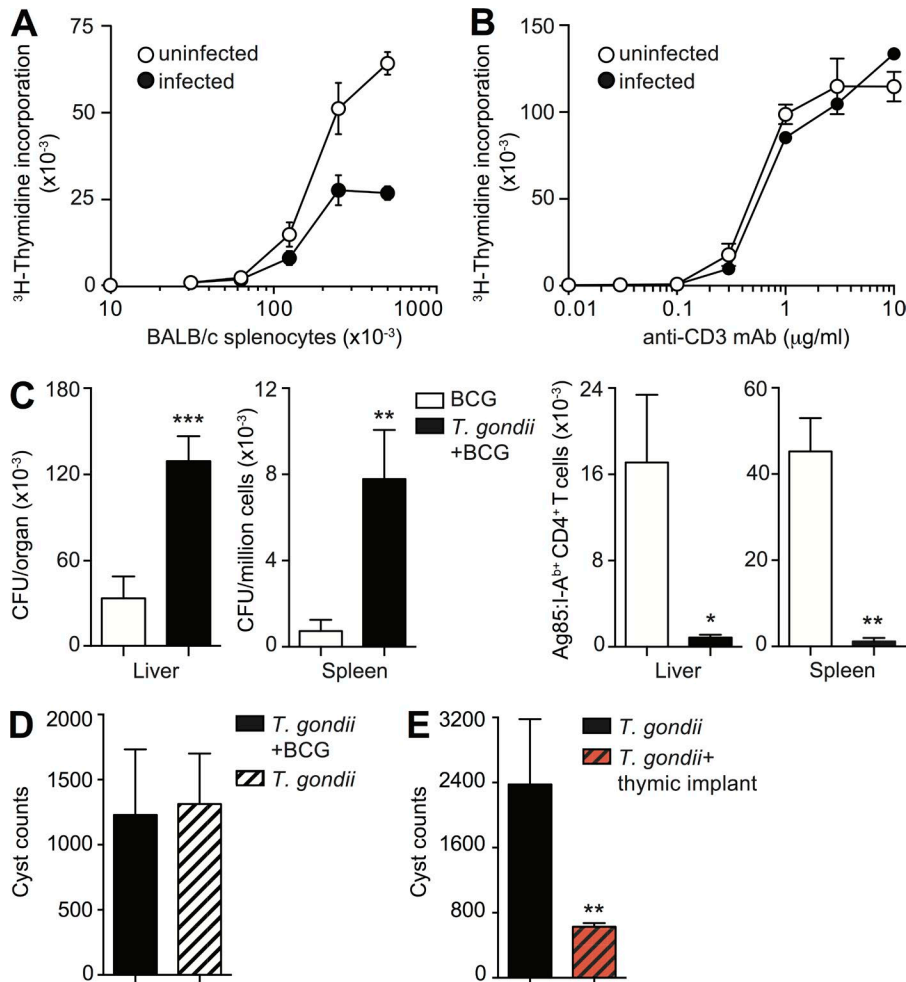 A
75
50
25
0
³H-Thymidine incorporation
(x10⁻³)
uninfected
infected
10
100
1000
BALB/c splenocytes (x10⁻³)
B
150
100
50
0
³H-Thymidine incorporation
(x10⁻³)
uninfected
infected
0.01
0.1
1
10
anti-CD3 mAb (µg/ml)
C
180
120
60
0
CFU/organ (x10⁻³)
***
Liver
12
8
4
0
CFU/million cells (x10⁻³)
**
Spleen
BCG
T. gondii
+BCG
24
16
8
0
Ag85:I-Aᵇ⁺ CD4⁺ T cells (x10⁻³)
*
Liver
60
40
20
0
**
Spleen
D
2000
1500
1000
500
0
Cyst counts
T. gondii
+BCG
T. gondii
E
3200
2400
1600
800
0
Cyst counts
**
T. gondii
T. gondii+
thymic implant